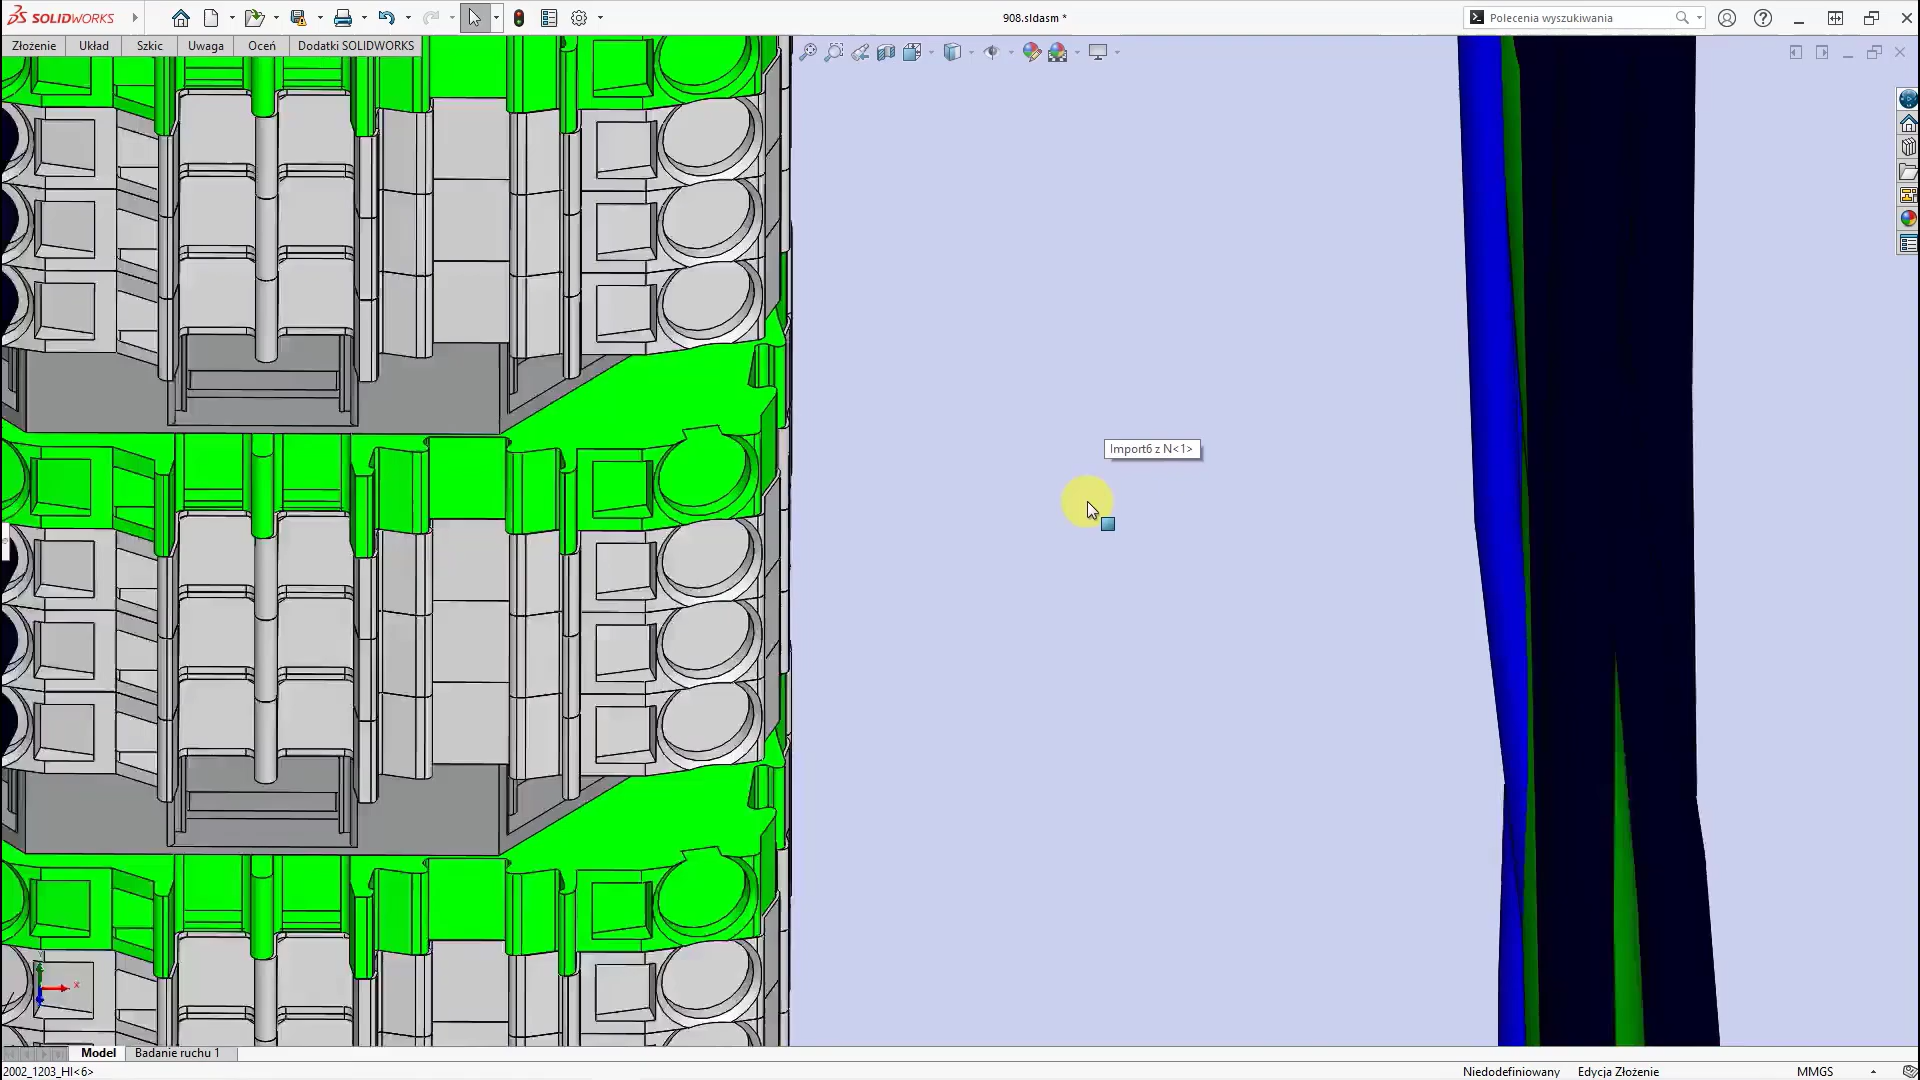 SOLIDWORKS
908.sldasm *
Polecenia wyszukiwania
Złożenie
Układ
Szkic
Uwaga
Oceń
Dodatki SOLIDWORKS
Import6 z N<1>
Y
X
Model
Badanie ruchu 1
2002_1203_HI<6>
Niedodefiniowany
Edycja Złożenie
MMGS